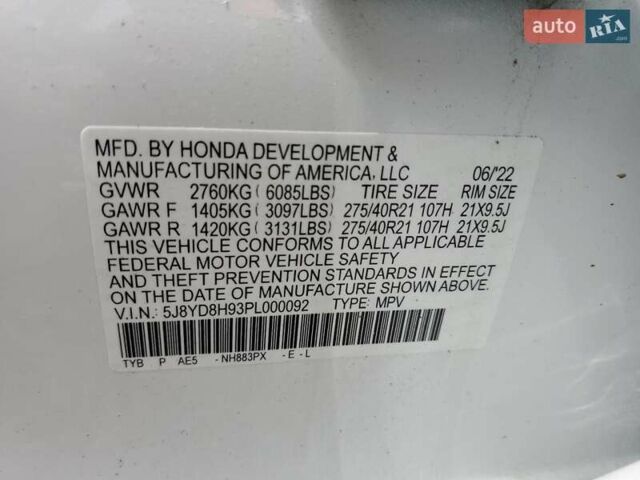 auto RIA .com
MFD. BY HONDA DEVELOPMENT &
MANUFACTURING OF AMERICA, LLC 06/'22
GVWR 2760KG ( 6085LBS) TIRE SIZE RIM SIZE
GAWR F 1405KG ( 3097LBS) 275/40R21 107H 21X9.5J
GAWR R 1420KG ( 3131LBS) 275/40R21 107H 21X9.5J
THIS VEHICLE CONFORMS TO ALL APPLICABLE
FEDERAL MOTOR VEHICLE SAFETY
AND THEFT PREVENTION STANDARDS IN EFFECT
ON THE DATE OF MANUFACTURE SHOWN ABOVE.
V.I.N.: 5J8YD8H93PL000092 TYPE: MPV
TYB P AE5 - NH883PX - E - L